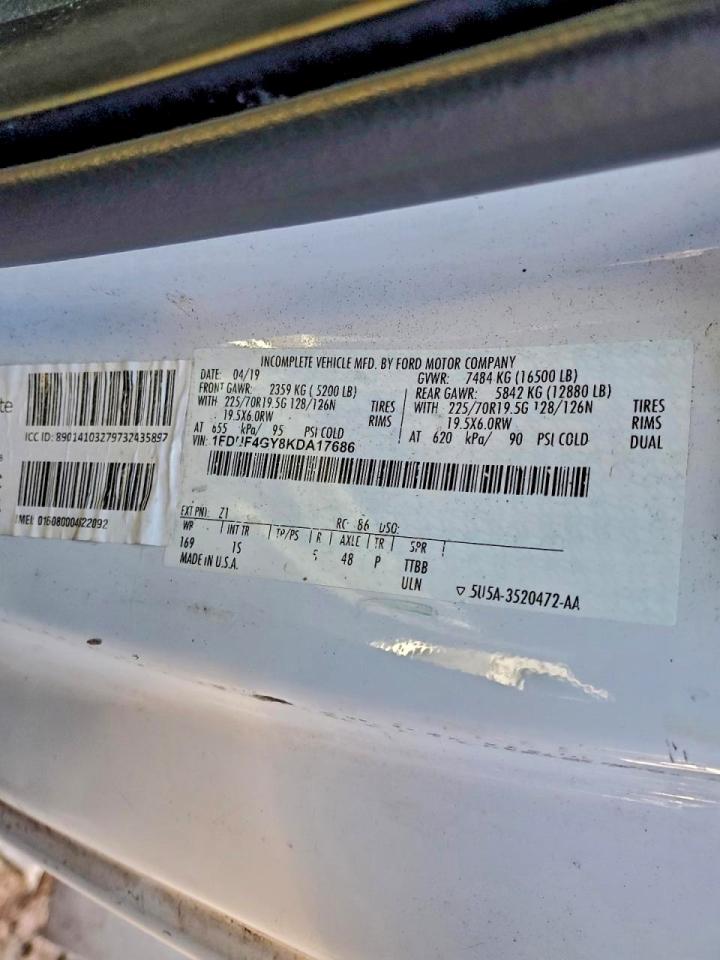 te
ICC ID: 89014103279732435897
INCOMPLETE VEHICLE MFD. BY FORD MOTOR COMPANY
DATE: 04/19 GVWR: 7484 KG (16500 LB)
FRONT GAWR: 2359 KG ( 5200 LB) REAR GAWR: 5842 KG (12880 LB)
WITH 225/70R19.5G 128/126N TIRES WITH 225/70R19.5G 128/126N TIRES
19.5X6.0RW RIMS 19.5X6.0RW RIMS
AT 655 kPa/ 95 PSI COLD AT 620 kPa/ 90 PSI COLD DUAL
VIN:
EXT PNT: Z1 RC: 86 DSO:
WB INT TR TP/PS R AXLE TR SPR
169 1S 48 P TTBB
MADE IN U.S.A. ULN 5U5A-3520472-AA